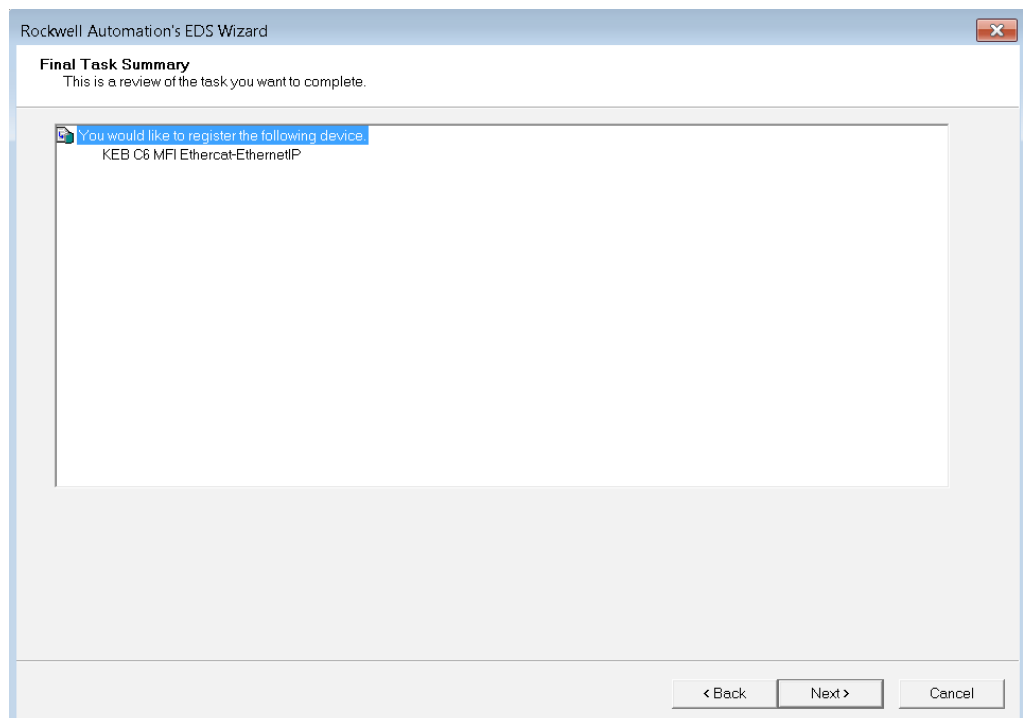 Rockwell Automation's EDS Wizard
Final Task Summary
This is a review of the task you want to complete.
You would like to register the following device.
KEB C6 MFI Ethercat-EthernetIP
< Back
Next >
Cancel